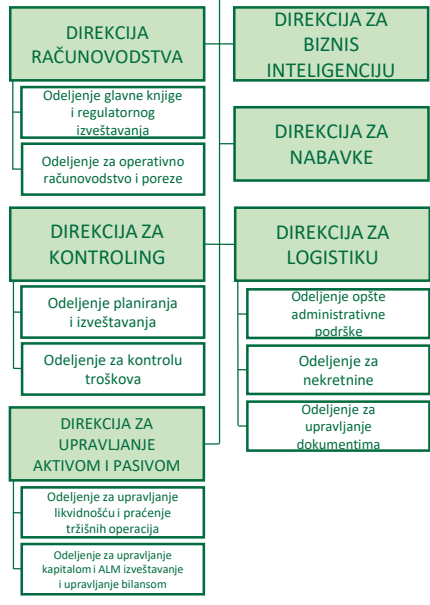 DIREKCIJA
RAČUNOVODSTVA
Odeljenje glavne knjige
i regulatornog
izveštavanja
Odeljenje za operativno
računovodstvo i poreze
DIREKCIJA ZA
BIZNIS
INTELIGENCIJU
DIREKCIJA ZA
NABAVKE
DIREKCIJA ZA
KONTROLING
Odeljenje planiranja
i izveštavanja
Odeljenje za kontrolu
troškova
DIREKCIJA ZA
LOGISTIKU
Odeljenje opšte
administrativne
podrške
Odeljenje za
nekretnine
Odeljenje za
upravljanje
dokumentima
DIREKCIJA ZA
UPRAVLJANJE
AKTIVOM I PASIVOM
Odeljenje za upravljanje
likvidnošću i praćenje
tržišnih operacija
Odeljenje za upravljanje
kapitalom i ALM izveštavanje
i upravljanje bilansom